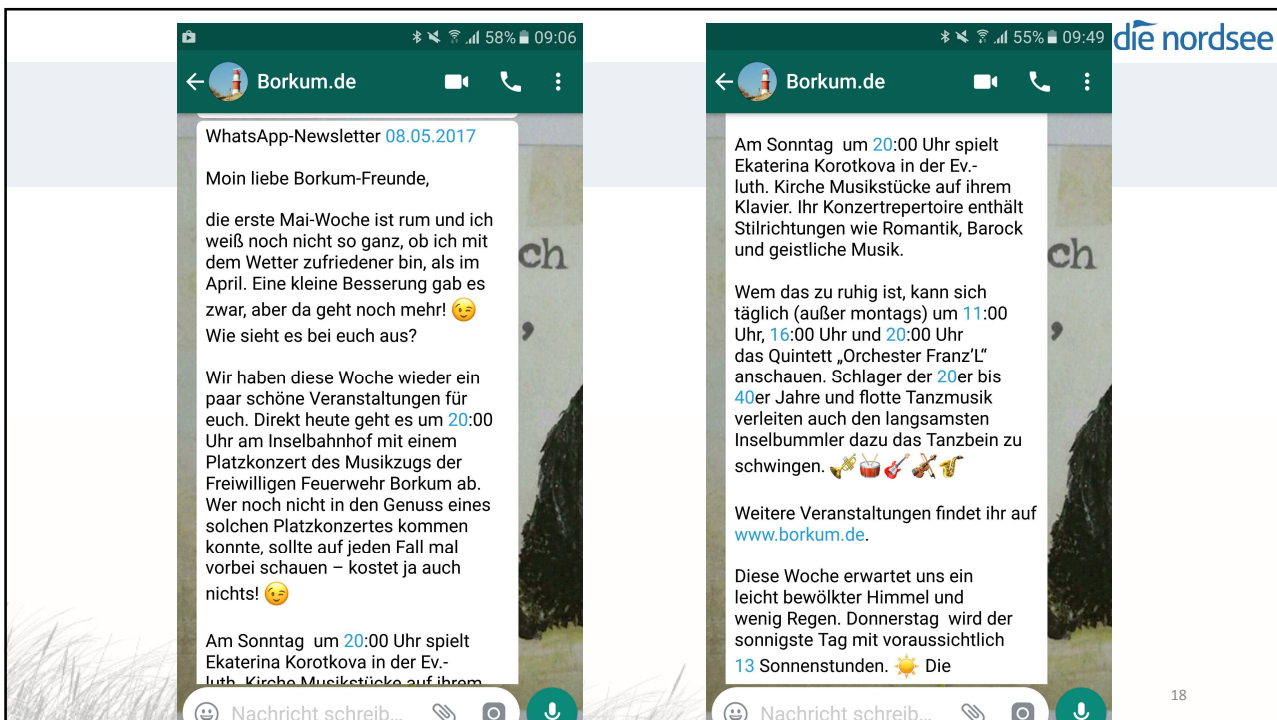 58% 09:06
Borkum.de
WhatsApp-Newsletter 08.05.2017
Moin liebe Borkum-Freunde,
die erste Mai-Woche ist rum und ich
weiß noch nicht so ganz, ob ich mit
dem Wetter zufriedener bin, als im
April. Eine kleine Besserung gab es
zwar, aber da geht noch mehr! 😉
Wie sieht es bei euch aus?
Wir haben diese Woche wieder ein
paar schöne Veranstaltungen für
euch. Direkt heute geht es um 20:00
Uhr am Inselbahnhof mit einem
Platzkonzert des Musikzugs der
Freiwilligen Feuerwehr Borkum ab.
Wer noch nicht in den Genuss eines
solchen Platzkonzertes kommen
konnte, sollte auf jeden Fall mal
vorbei schauen – kostet ja auch
nichts! 😉
Am Sonntag um 20:00 Uhr spielt
Ekaterina Korotkova in der Ev.-
luth. Kirche Musikstücke auf ihrem
Nachricht schreib...
ch
,
55% 09:49
Borkum.de
Am Sonntag um 20:00 Uhr spielt
Ekaterina Korotkova in der Ev.-
luth. Kirche Musikstücke auf ihrem
Klavier. Ihr Konzertrepertoire enthält
Stilrichtungen wie Romantik, Barock
und geistliche Musik.
Wem das zu ruhig ist, kann sich
täglich (außer montags) um 11:00
Uhr, 16:00 Uhr und 20:00 Uhr
das Quintett „Orchester Franz’L“
anschauen. Schlager der 20er bis
40er Jahre und flotte Tanzmusik
verleiten auch den langsamsten
Inselbummler dazu das Tanzbein zu
schwingen. 🎺🥁🎸🎻🎷
Weitere Veranstaltungen findet ihr auf
www.borkum.de.
Diese Woche erwartet uns ein
leicht bewölkter Himmel und
wenig Regen. Donnerstag wird der
sonnigste Tag mit voraussichtlich
13 Sonnenstunden. ☀️ Die
Nachricht schreib...
ch
,
die nordsee
18